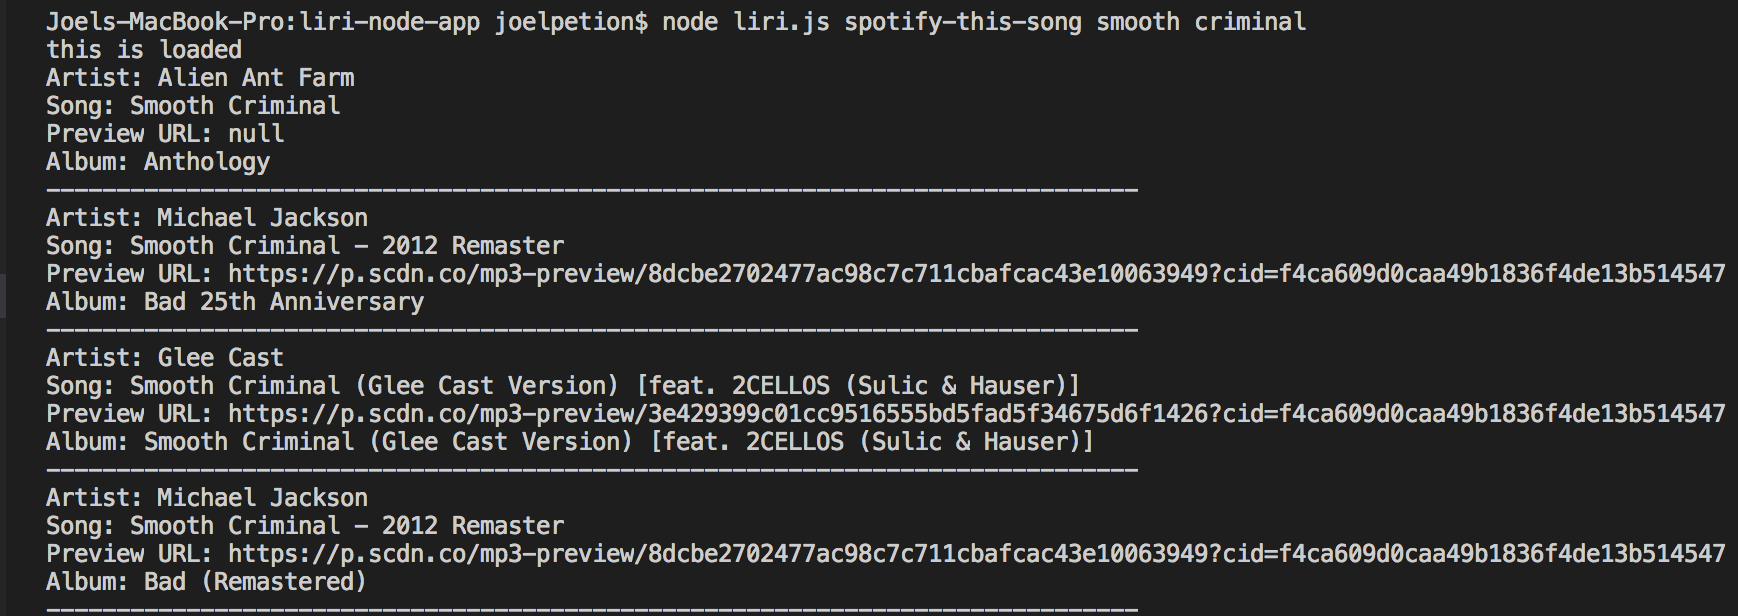 Joels-MacBook-Pro:liri-node-app joelpetion$ node liri.js spotify-this-song smooth criminal
this is loaded
Artist: Alien Ant Farm
Song: Smooth Criminal
Preview URL: null
Album: Anthology
------------------------------------------------------------------------------
Artist: Michael Jackson
Song: Smooth Criminal - 2012 Remaster
Preview URL: https://p.scdn.co/mp3-preview/8dcbe2702477ac98c7c711cbafcac43e10063949?cid=f4ca609d0caa49b1836f4de13b514547
Album: Bad 25th Anniversary
------------------------------------------------------------------------------
Artist: Glee Cast
Song: Smooth Criminal (Glee Cast Version) [feat. 2CELLOS (Sulic & Hauser)]
Preview URL: https://p.scdn.co/mp3-preview/3e429399c01cc9516555bd5fad5f34675d6f1426?cid=f4ca609d0caa49b1836f4de13b514547
Album: Smooth Criminal (Glee Cast Version) [feat. 2CELLOS (Sulic & Hauser)]
------------------------------------------------------------------------------
Artist: Michael Jackson
Song: Smooth Criminal - 2012 Remaster
Preview URL: https://p.scdn.co/mp3-preview/8dcbe2702477ac98c7c711cbafcac43e10063949?cid=f4ca609d0caa49b1836f4de13b514547
Album: Bad (Remastered)
------------------------------------------------------------------------------